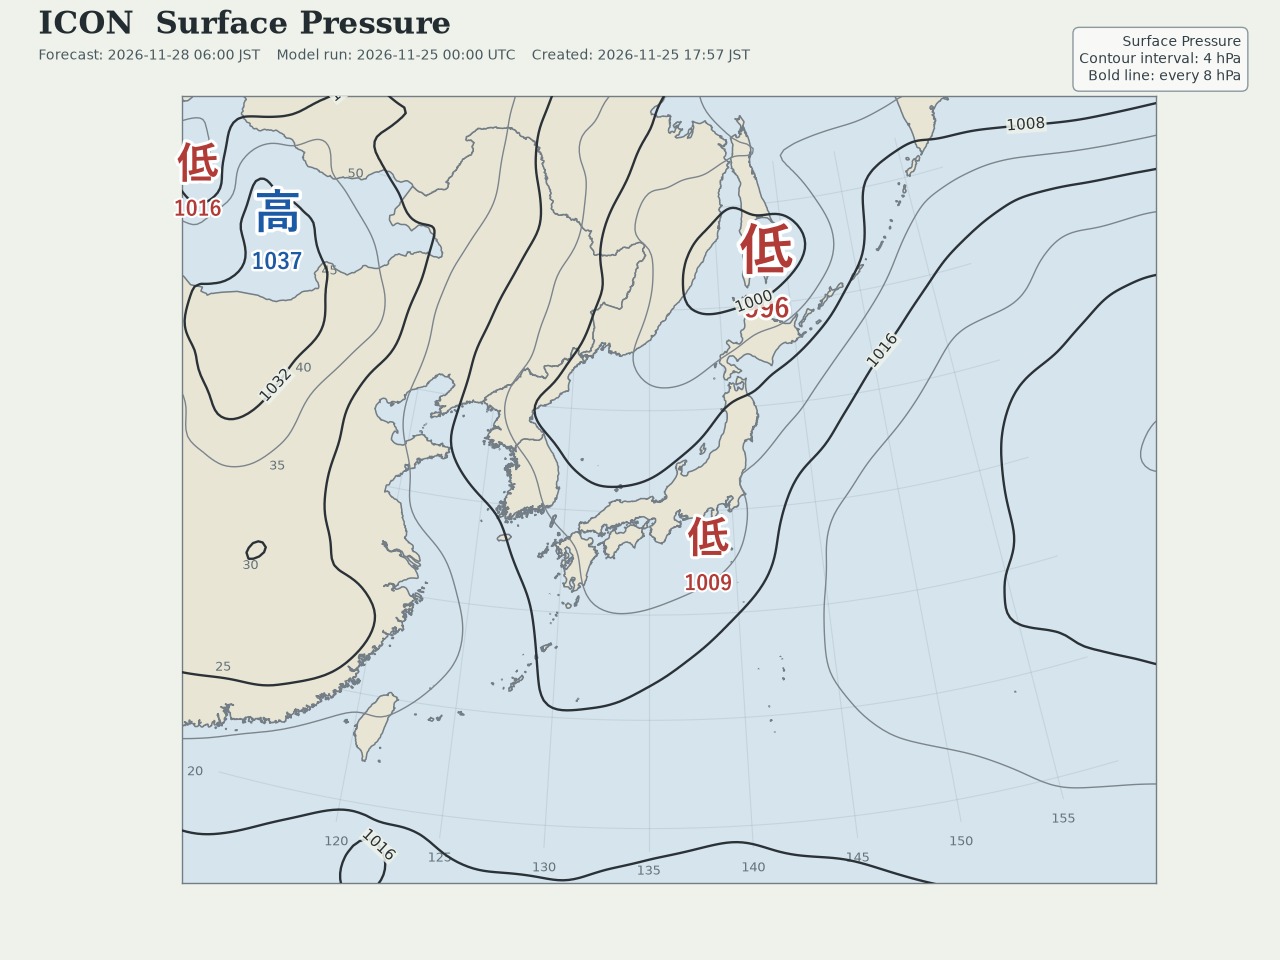 ICON  Surface Pressure
Forecast: 2026-11-28 06:00 JST    Model run: 2026-11-25 00:00 UTC    Created: 2026-11-25 17:57 JST
Surface Pressure
Contour interval: 4 hPa
Bold line: every 8 hPa
1008
低
1016
50
高
1037
低
996
1000
45
1016
40
1032
35
低
1009
30
25
20
1016
120
125
130
135
140
145
150
155